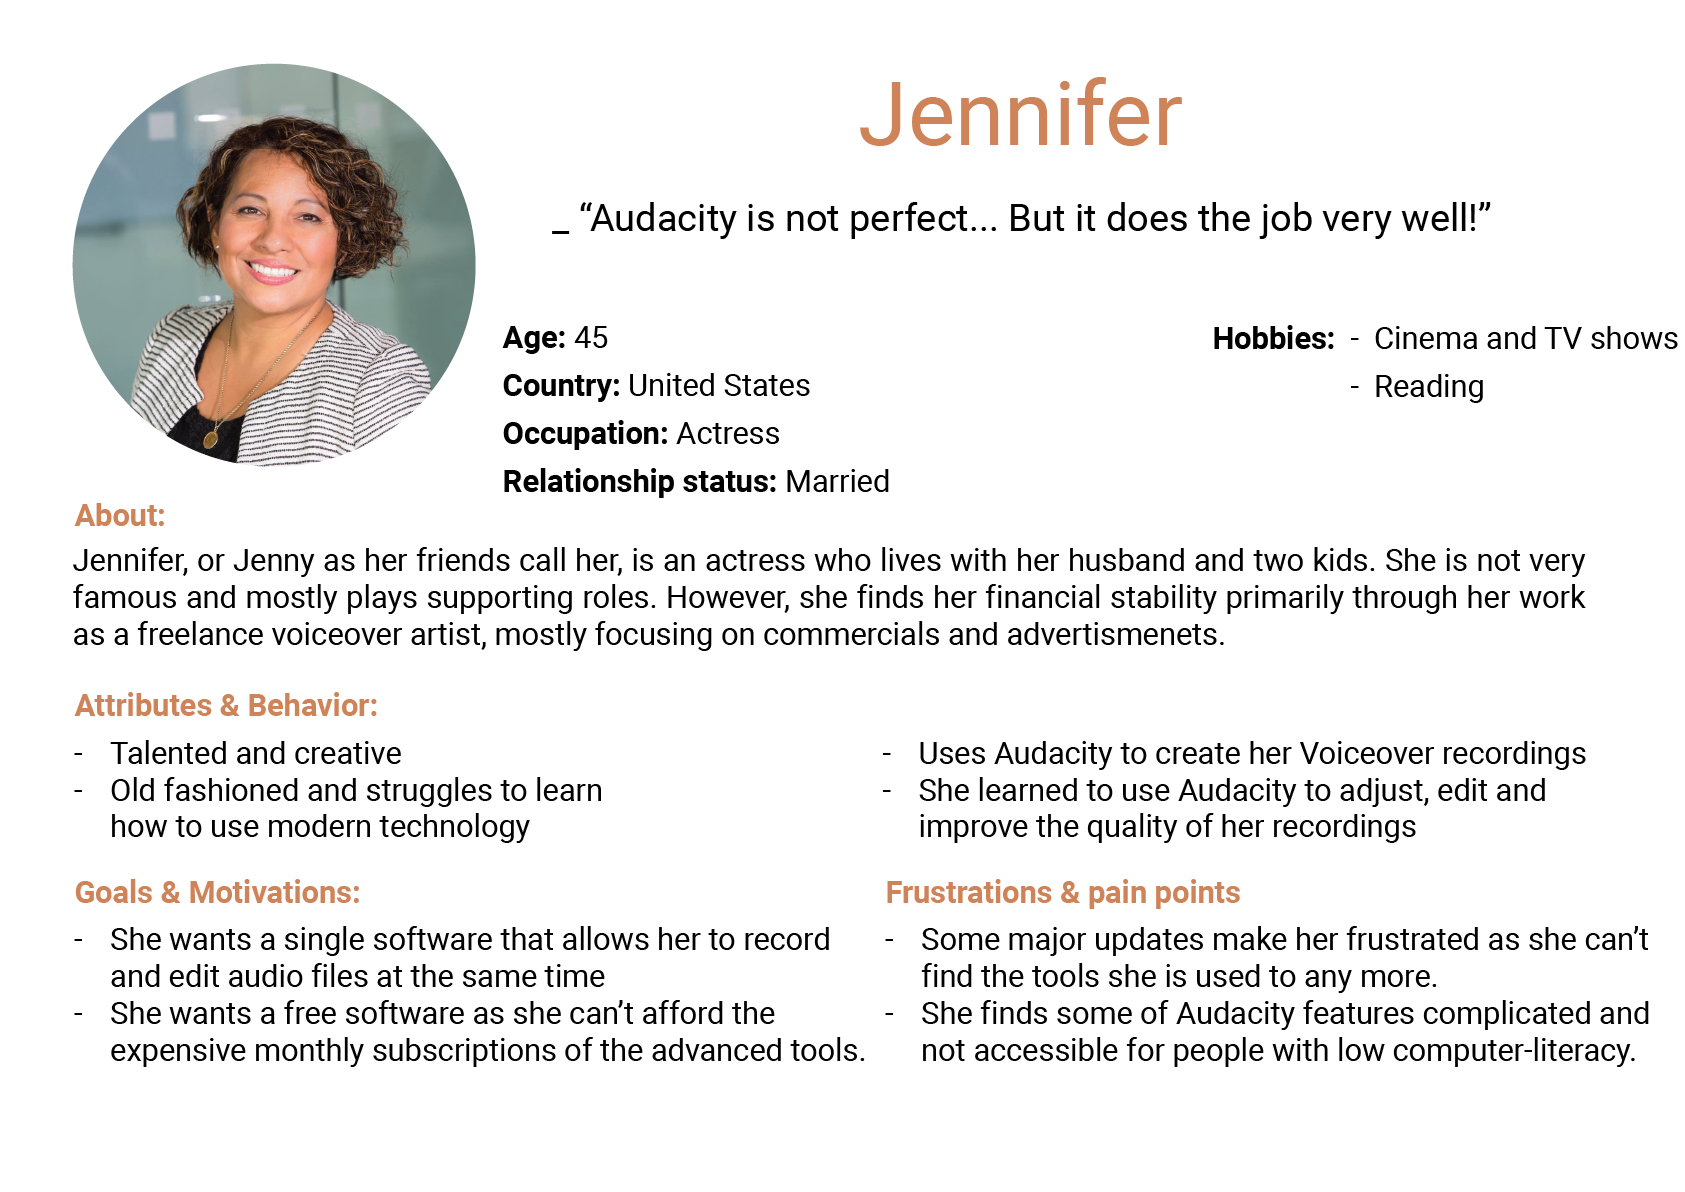 Jennifer
_ “Audacity is not perfect... But it does the job very well!”
Age: 45
Country: United States
Occupation: Actress
Relationship status: Married
Hobbies: - Cinema and TV shows
- Reading
About:
Jennifer, or Jenny as her friends call her, is an actress who lives with her husband and two kids. She is not very
famous and mostly plays supporting roles. However, she finds her financial stability primarily through her work
as a freelance voiceover artist, mostly focusing on commercials and advertismenets.
Attributes & Behavior:
- Talented and creative
- Old fashioned and struggles to learn
how to use modern technology
- Uses Audacity to create her Voiceover recordings
- She learned to use Audacity to adjust, edit and
improve the quality of her recordings
Goals & Motivations:
- She wants a single software that allows her to record
and edit audio files at the same time
- She wants a free software as she can’t afford the
expensive monthly subscriptions of the advanced tools.
Frustrations & pain points
- Some major updates make her frustrated as she can’t
find the tools she is used to any more.
- She finds some of Audacity features complicated and
not accessible for people with low computer-literacy.